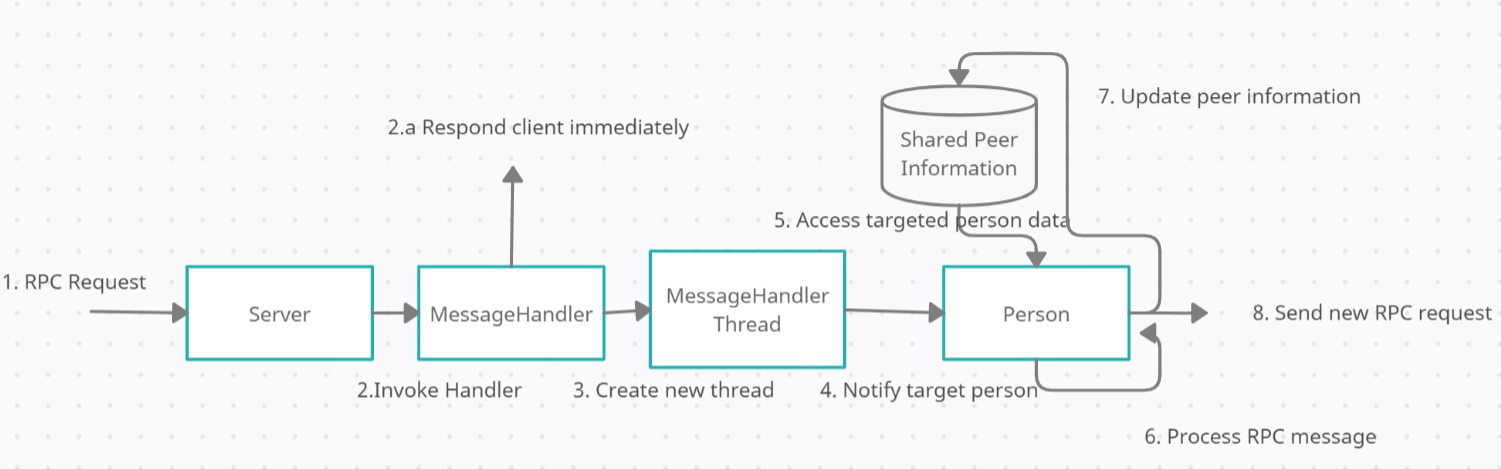 7. Update peer information
2.a Respond client immediately
Shared Peer
Information
5. Access targeted person data
1. RPC Request
Server
MessageHandler
MessageHandler
Thread
Person
8. Send new RPC request
2.Invoke Handler
3. Create new thread
4. Notify target person
6. Process RPC message